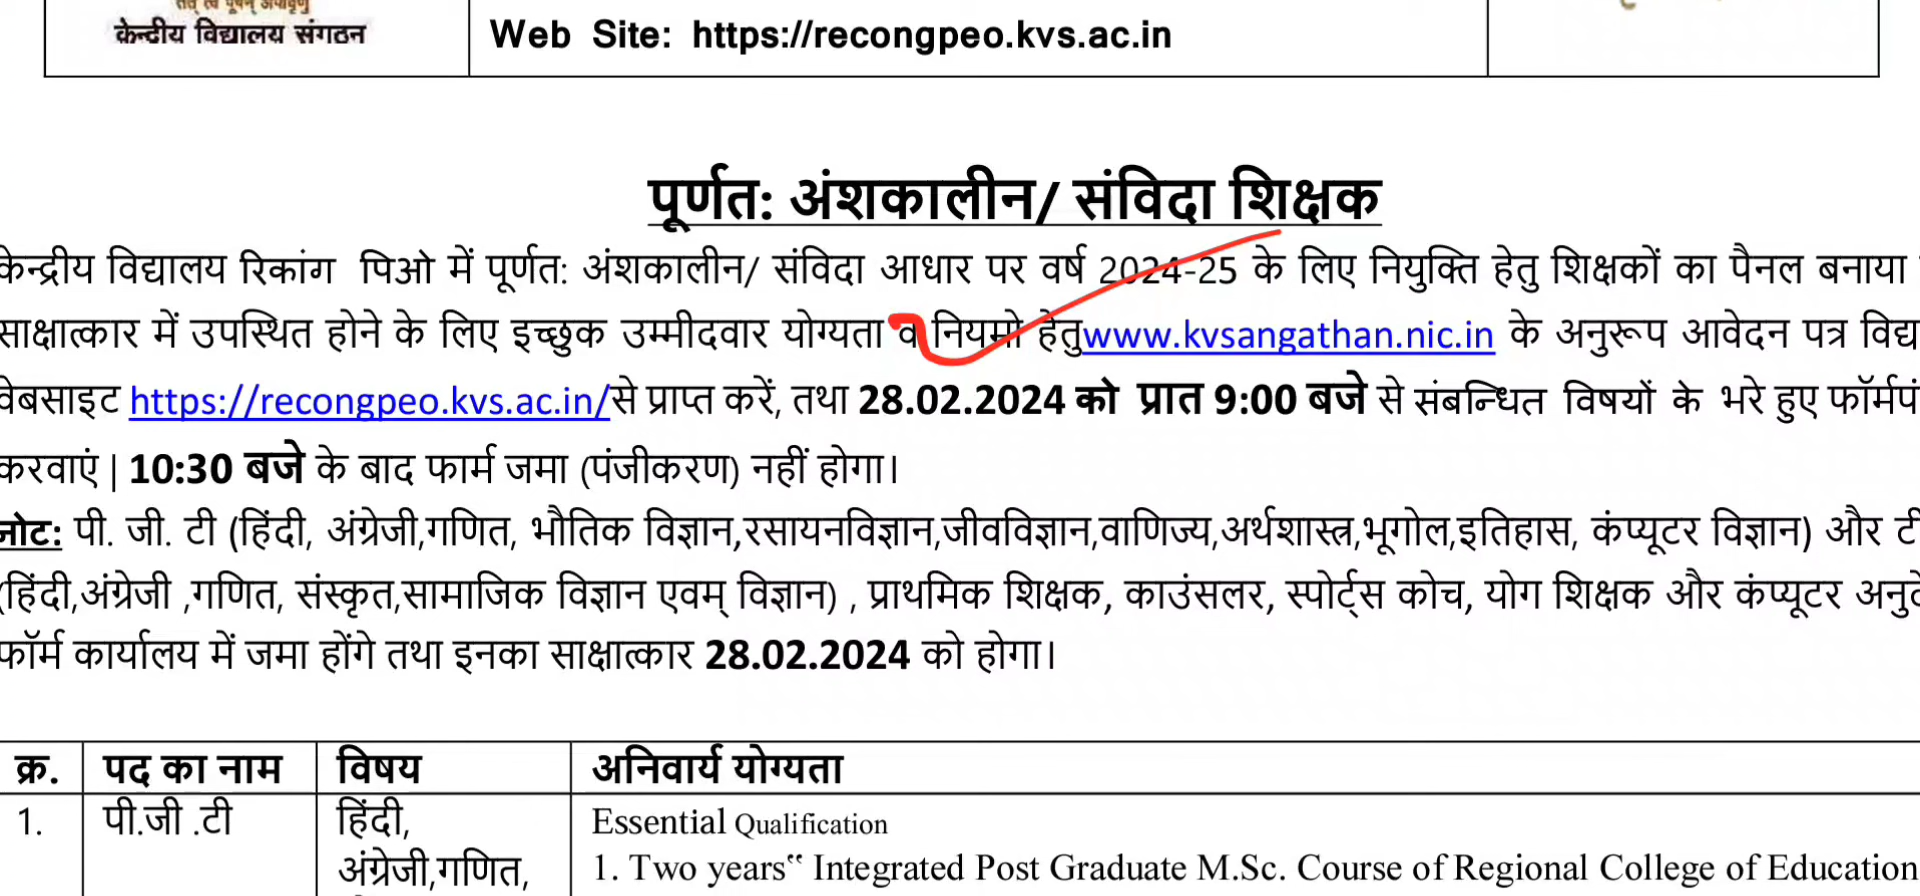 केन्द्रीय विद्यालय संगठन
Web Site: https://recongpeo.kvs.ac.in
पूर्णत: अंशकालीन/ संविदा शिक्षक
केन्द्रीय विद्यालय रिकांग पिओ में पूर्णत: अंशकालीन/ संविदा आधार पर वर्ष 2024-25 के लिए नियुक्ति हेतु शिक्षकों का पैनल बनाया
साक्षात्कार में उपस्थित होने के लिए इच्छुक उम्मीदवार योग्यता व नियमो हेतुwww.kvsangathan.nic.in के अनुरूप आवेदन पत्र विद्य
वेबसाइट https://recongpeo.kvs.ac.in/से प्राप्त करें, तथा 28.02.2024 को प्रात 9:00 बजे से संबन्धित विषयों के भरे हुए फॉर्मपं
करवाएं | 10:30 बजे के बाद फार्म जमा (पंजीकरण) नहीं होगा।
नोट: पी. जी. टी (हिंदी, अंग्रेजी,गणित, भौतिक विज्ञान,रसायनविज्ञान,जीवविज्ञान,वाणिज्य,अर्थशास्त्र,भूगोल,इतिहास, कंप्यूटर विज्ञान) और टी
(हिंदी,अंग्रेजी ,गणित, संस्कृत,सामाजिक विज्ञान एवम् विज्ञान) , प्राथमिक शिक्षक, काउंसलर, स्पोर्ट्स कोच, योग शिक्षक और कंप्यूटर अनुदे
फॉर्म कार्यालय में जमा होंगे तथा इनका साक्षात्कार 28.02.2024 को होगा।
क्र. पद का नाम विषय अनिवार्य योग्यता
1. पी.जी .टी हिंदी, Essential Qualification
अंग्रेजी,गणित, 1. Two years‟ Integrated Post Graduate M.Sc. Course of Regional College of Education